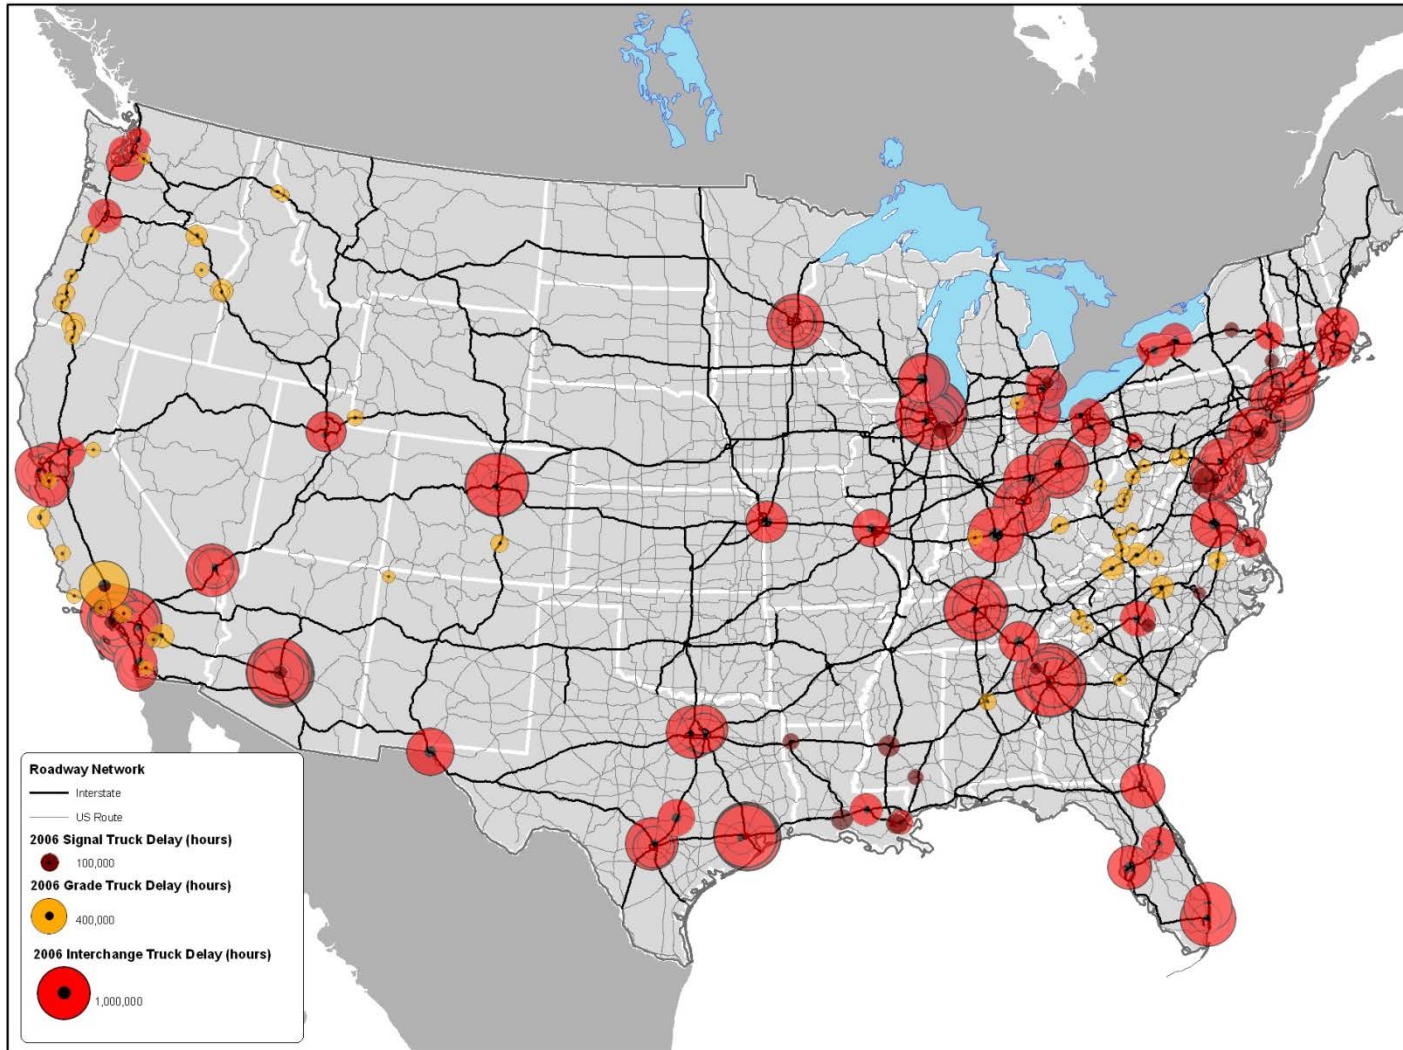 Roadway Network
Interstate
US Route
2006 Signal Truck Delay (hours)
100,000
2006 Grade Truck Delay (hours)
400,000
2006 Interchange Truck Delay (hours)
1,000,000